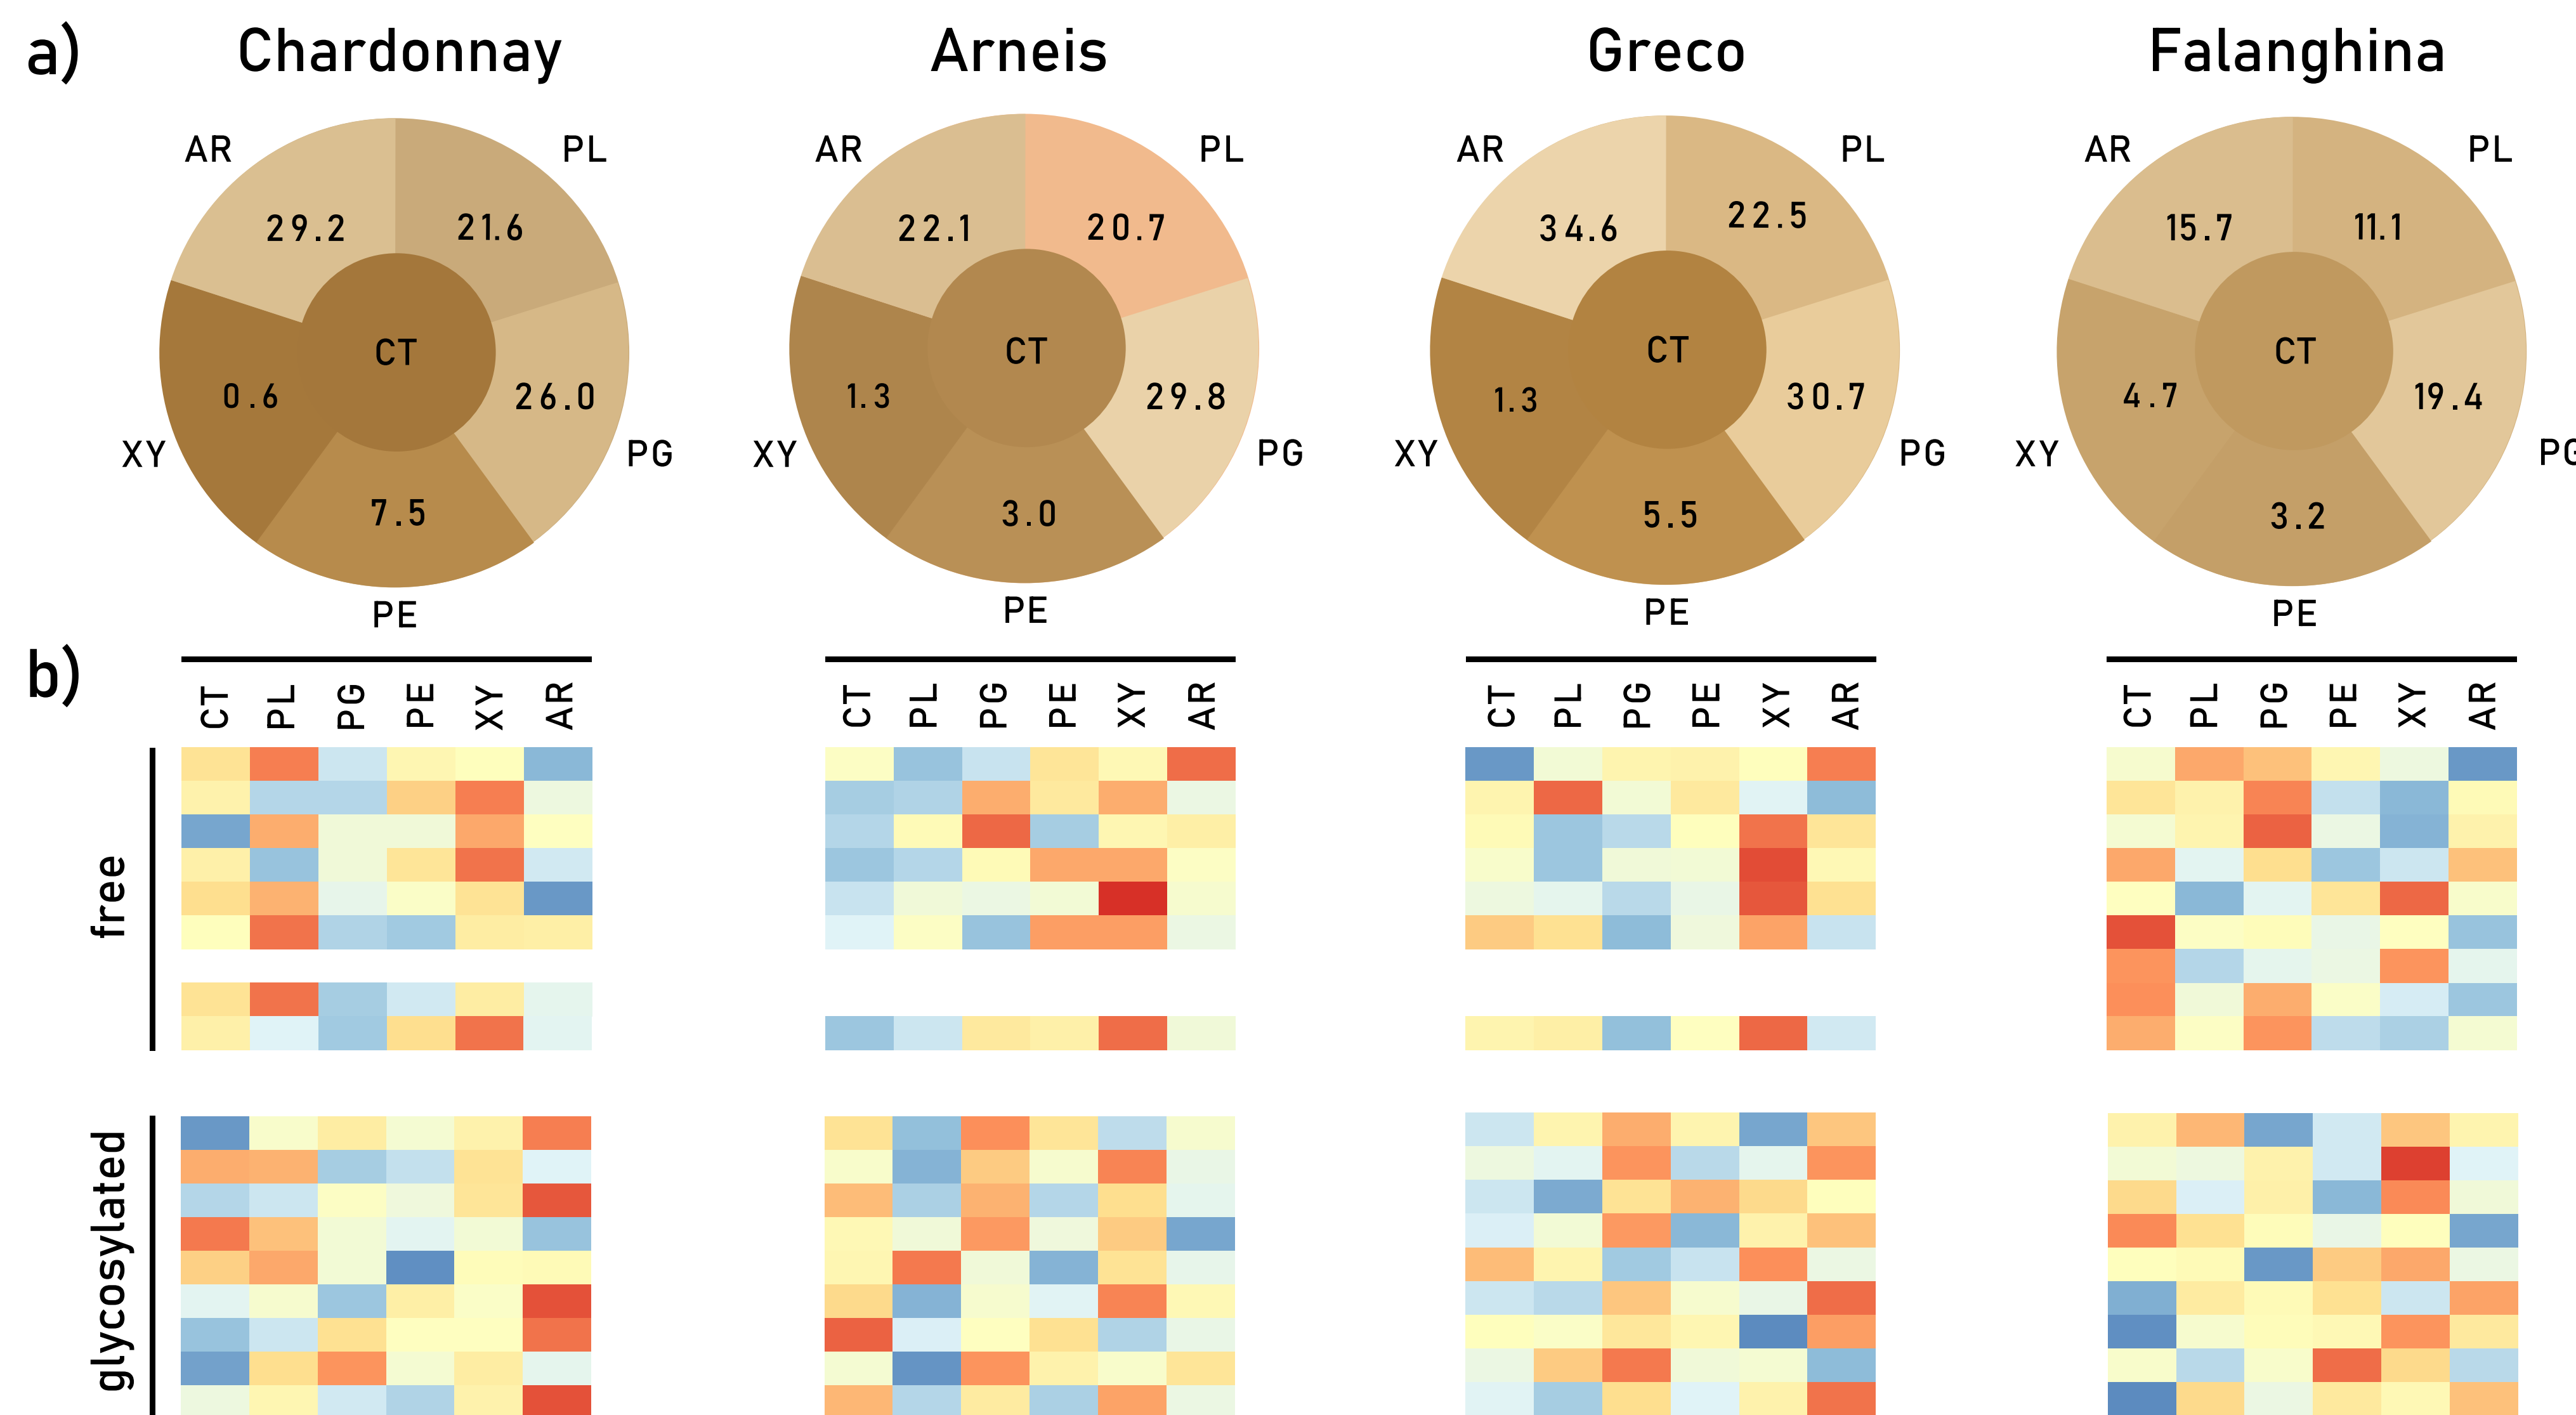 a)
Chardonnay Arneis Greco Falanghina
AR PL AR PL AR PL AR PL
29.2 21.6 22.1 20.7 34.6 22.5 15.7 11.1
CT CT CT CT
0.6 26.0 1.3 29.8 1.3 30.7 4.7 19.4
XY PG XY PG XY PG XY PG
7.5 3.0 5.5 3.2
PE PE PE PE
b)
CT PL PG PE XY AR CT PL PG PE XY AR CT PL PG PE XY AR CT PL PG PE XY AR
free
glycosylated